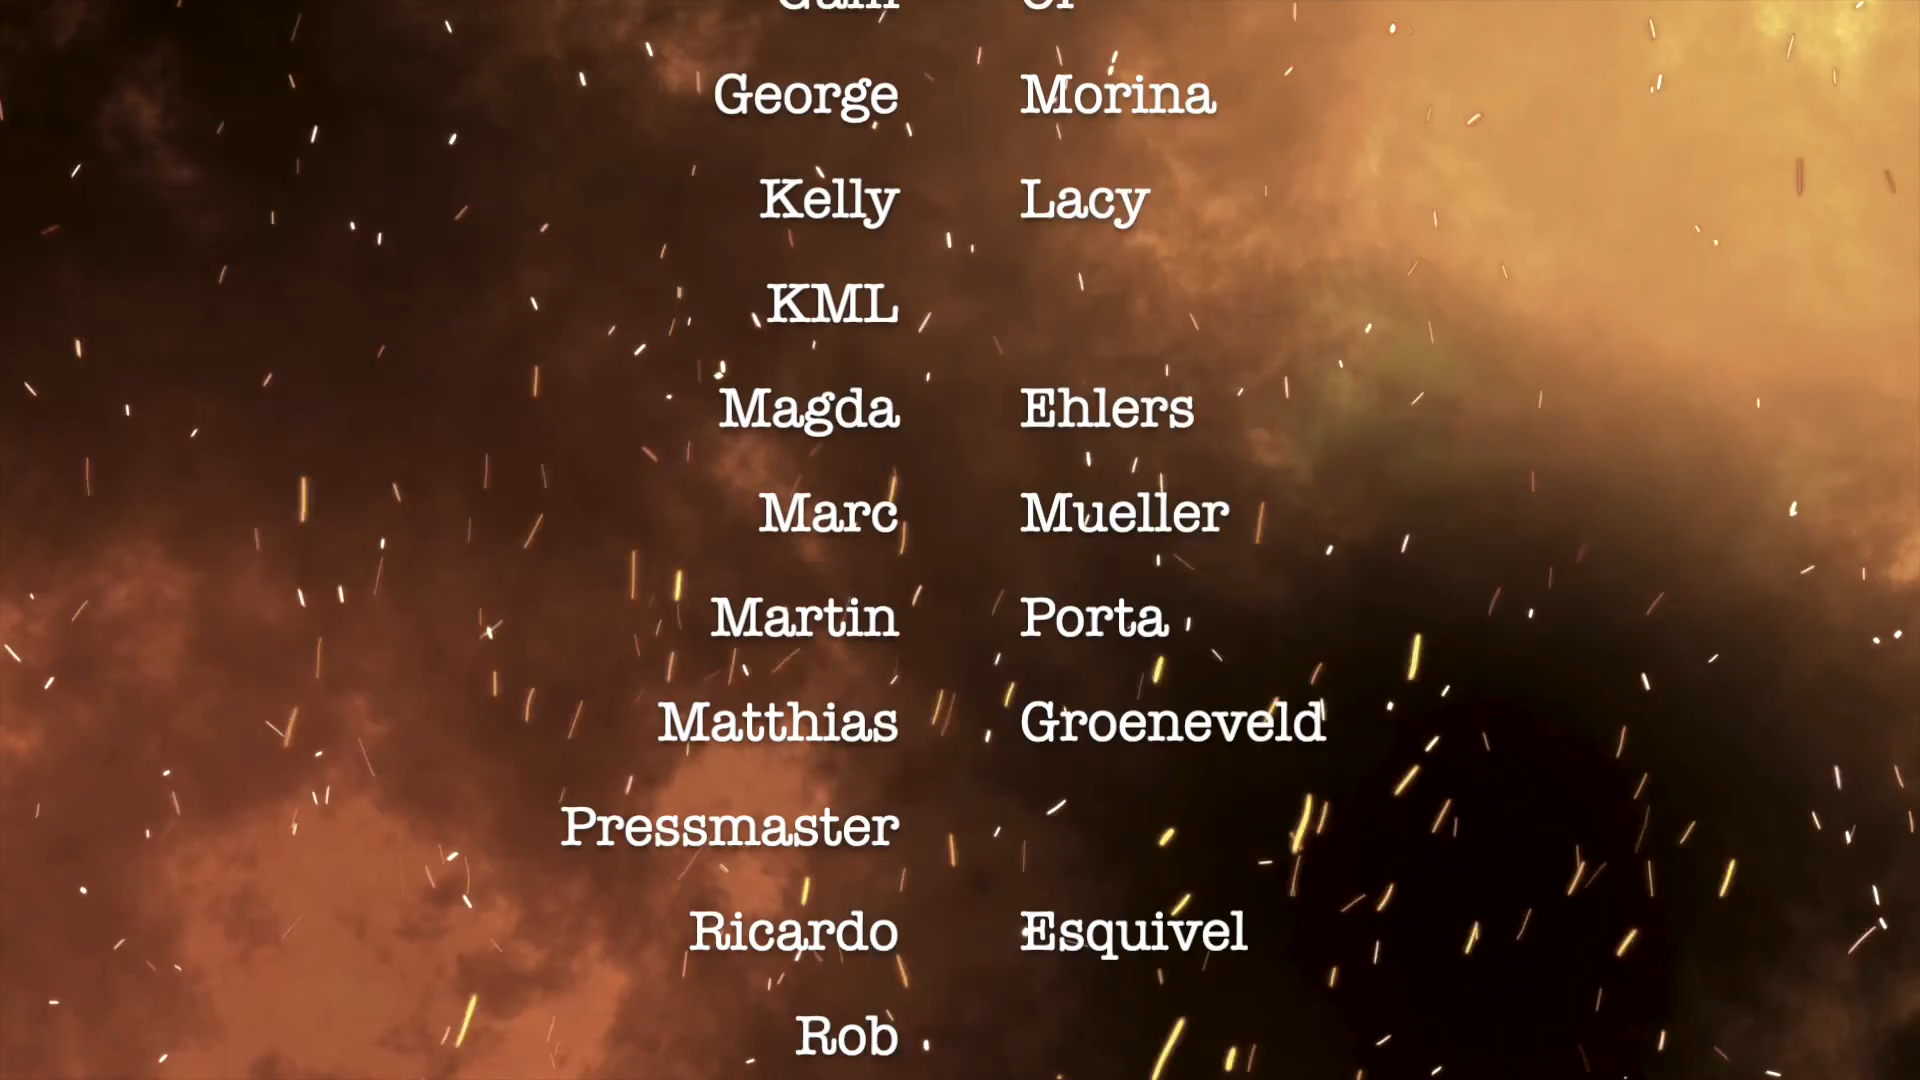 George Morina
Kelly Lacy
KML
Magda Ehlers
Marc Mueller
Martin Porta
Matthias Groeneveld
Pressmaster
Ricardo Esquivel
Rob